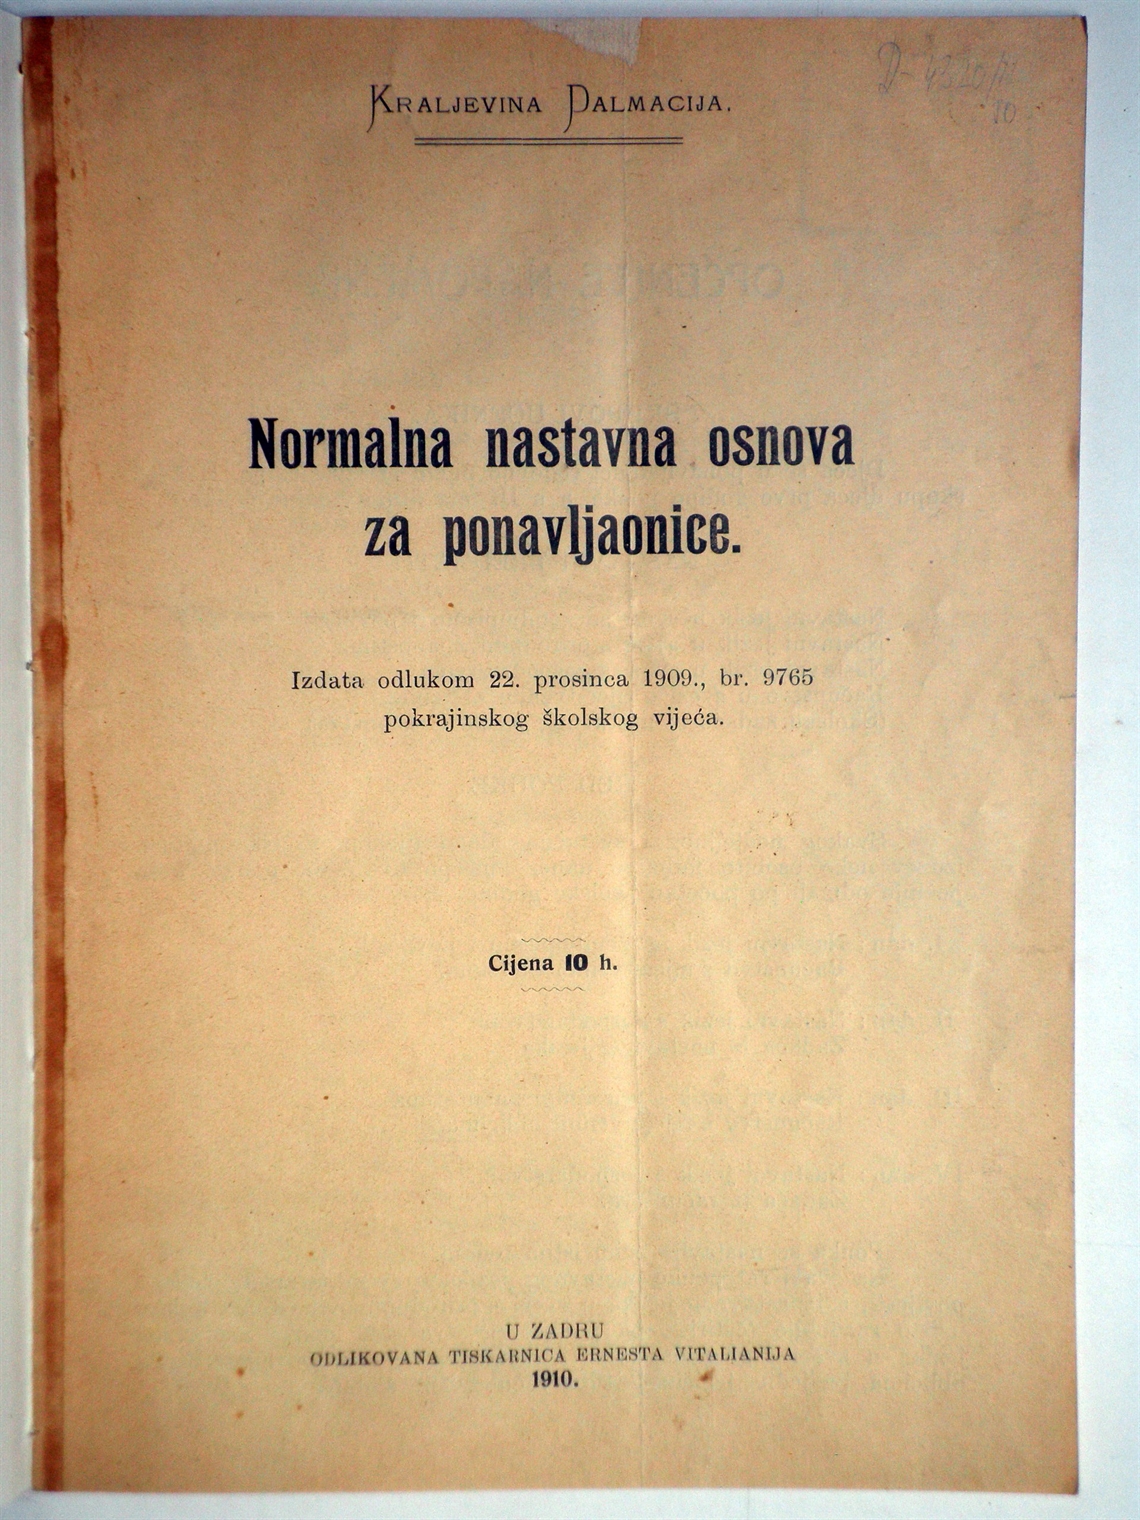 Kraljevina Dalmacija.
Normalna nastavna osnova
za ponavljaonice.
Izdata odlukom 22. prosinca 1909., br. 9765
pokrajinskog školskog vijeća.
Cijena 10 h.
U ZADRU
ODLIKOVANA TISKARNICA ERNESTA VITALIANIJA
1910.